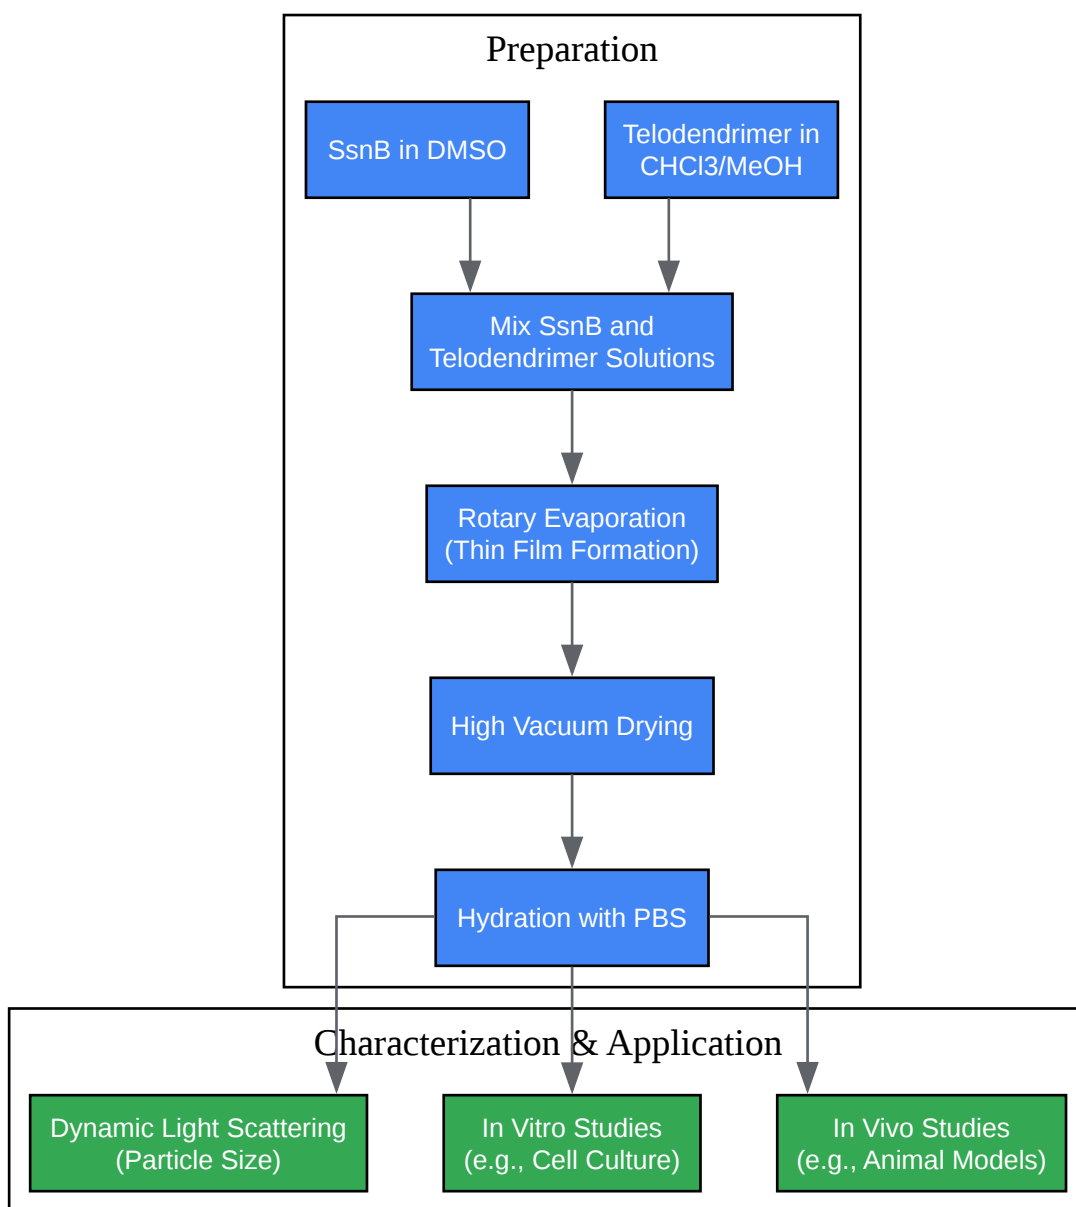 Preparation
SsnB in DMSO
Telodendrimer in
CHCl3/MeOH
Mix SsnB and
Telodendrimer Solutions
Rotary Evaporation
(Thin Film Formation)
High Vacuum Drying
Hydration with PBS
Characterization & Application
Dynamic Light Scattering
(Particle Size)
In Vitro Studies
(e.g., Cell Culture)
In Vivo Studies
(e.g., Animal Models)